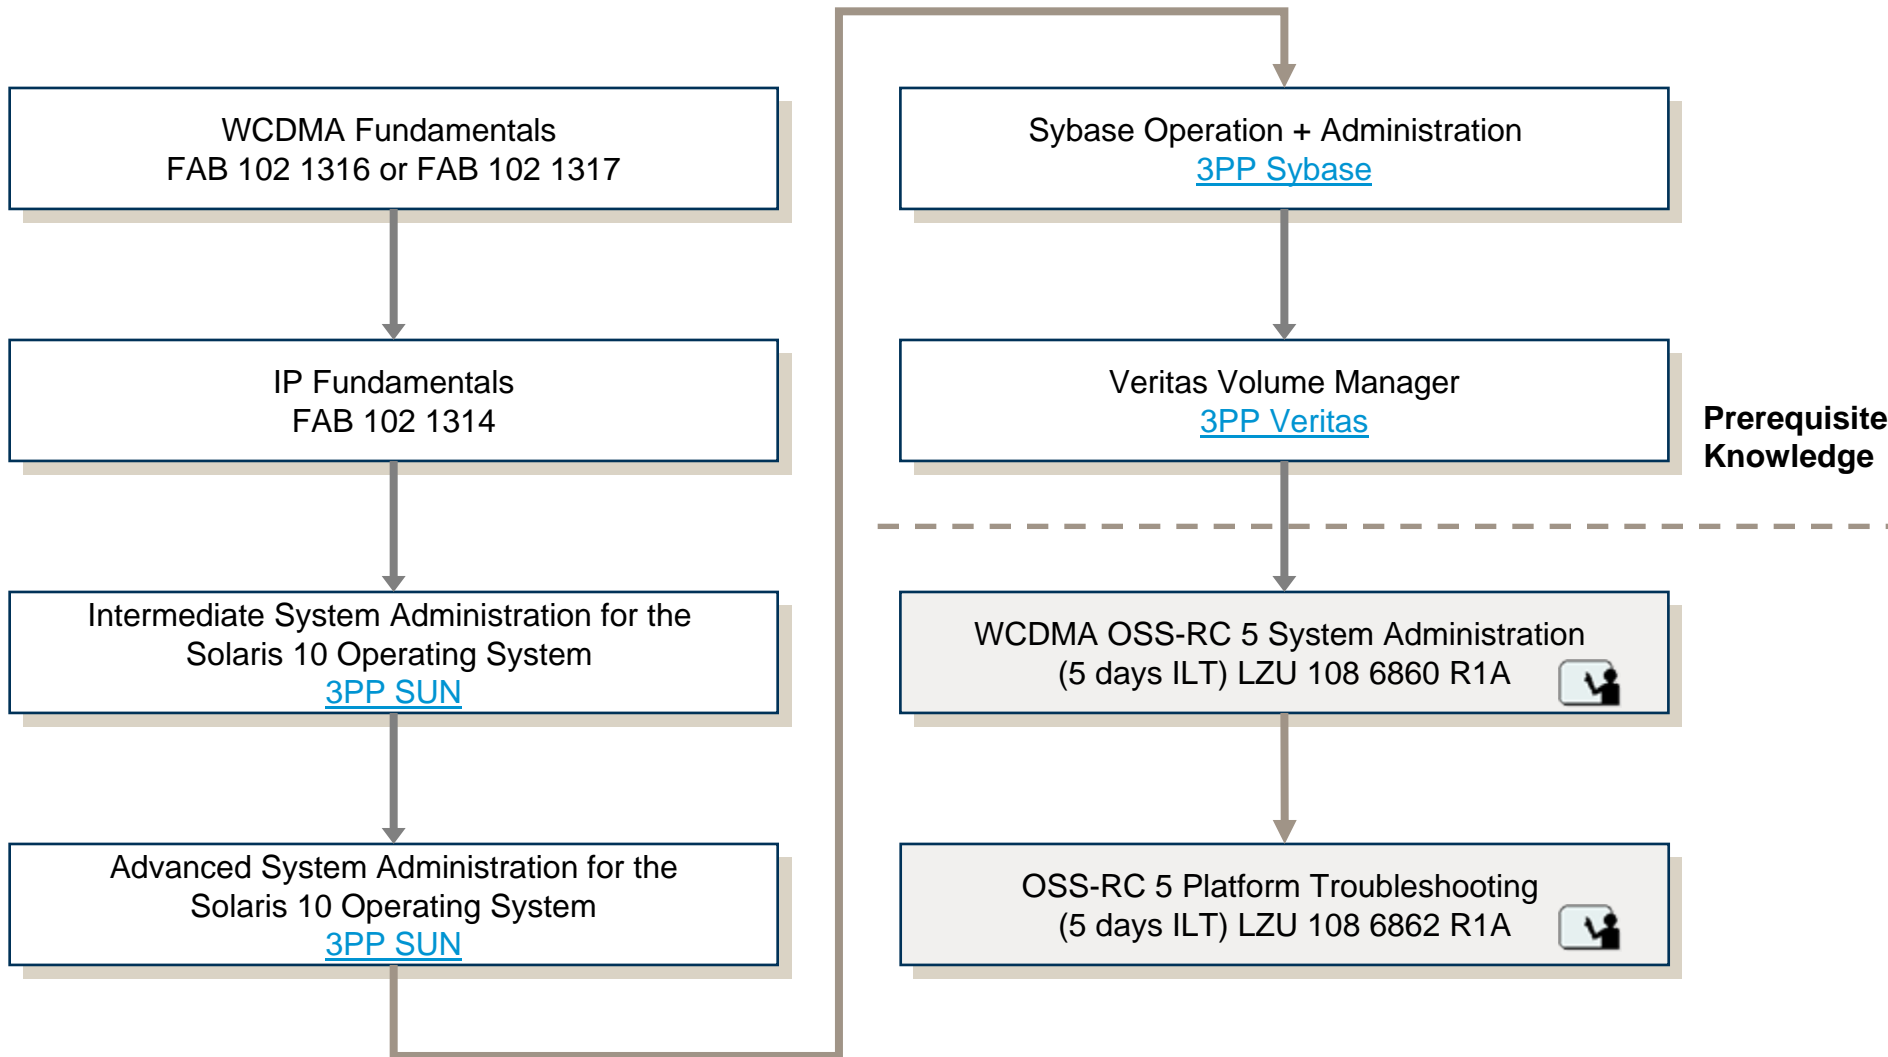 WCDMA Fundamentals
FAB 102 1316 or FAB 102 1317
IP Fundamentals
FAB 102 1314
Intermediate System Administration for the
Solaris 10 Operating System
3PP SUN
Advanced System Administration for the
Solaris 10 Operating System
3PP SUN
Sybase Operation + Administration
3PP Sybase
Veritas Volume Manager
3PP Veritas
Prerequisite
Knowledge
WCDMA OSS-RC 5 System Administration
(5 days ILT) LZU 108 6860 R1A
OSS-RC 5 Platform Troubleshooting
(5 days ILT) LZU 108 6862 R1A